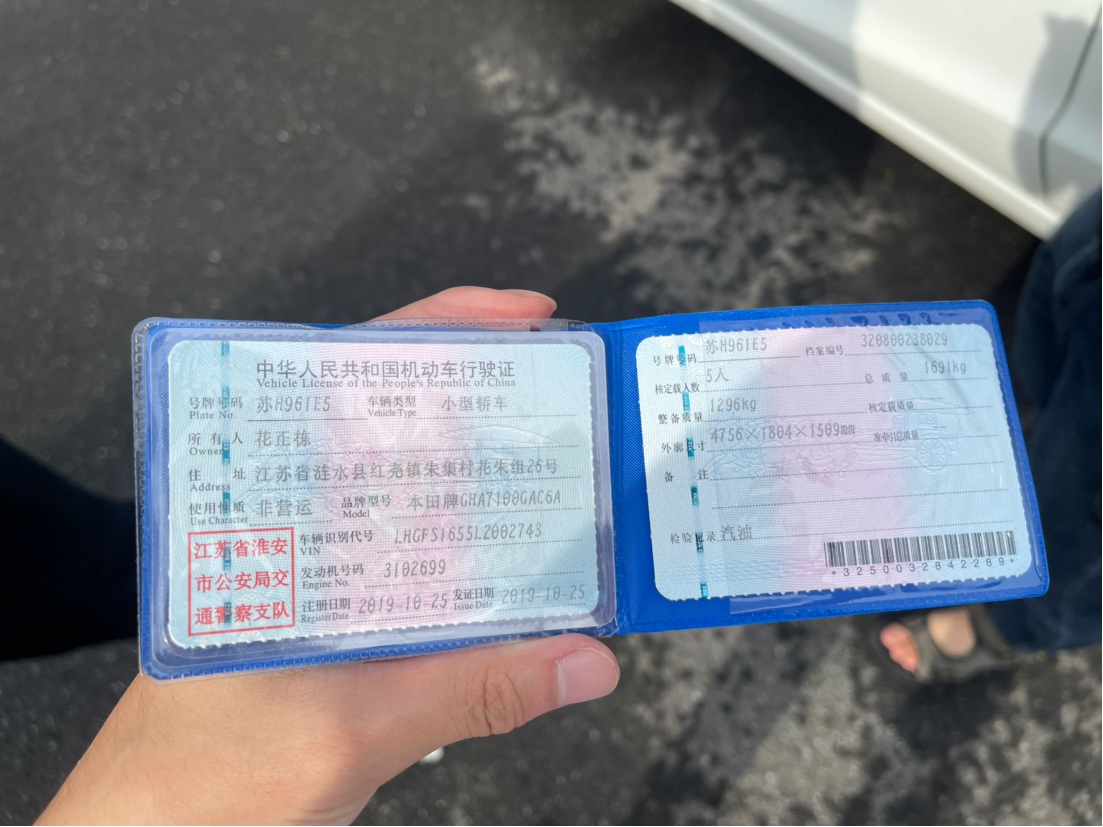 中华人民共和国机动车行驶证
Vehicle License of the People's Republic of China
号牌号码 苏H961E5 车辆类型 小型轿车
Plate No. Vehicle Type
所有人 花正栋
Owner
住址 江苏省涟水县红尧镇朱集村花朱组26号
Address
使用性质 非营运 品牌型号 本田牌GHA7100GAC6A
Use Character Model
江苏省淮安
市公安局交
通警察支队
车辆识别代号 LHGFS1655L2002743
VIN
发动机号码 3102699
Engine No.
注册日期 2019-10-25 发证日期 2019-10-25
Register Date Issue Date
号牌号码 苏H961E5 档案编号 320800238029
核定载人数 5人 总质量 1691kg
整备质量 1296kg 核定载质量
外廓尺寸 4756×1804×1509mm 准牵引总质量
备注
检验记录 汽油
*3250032842289*